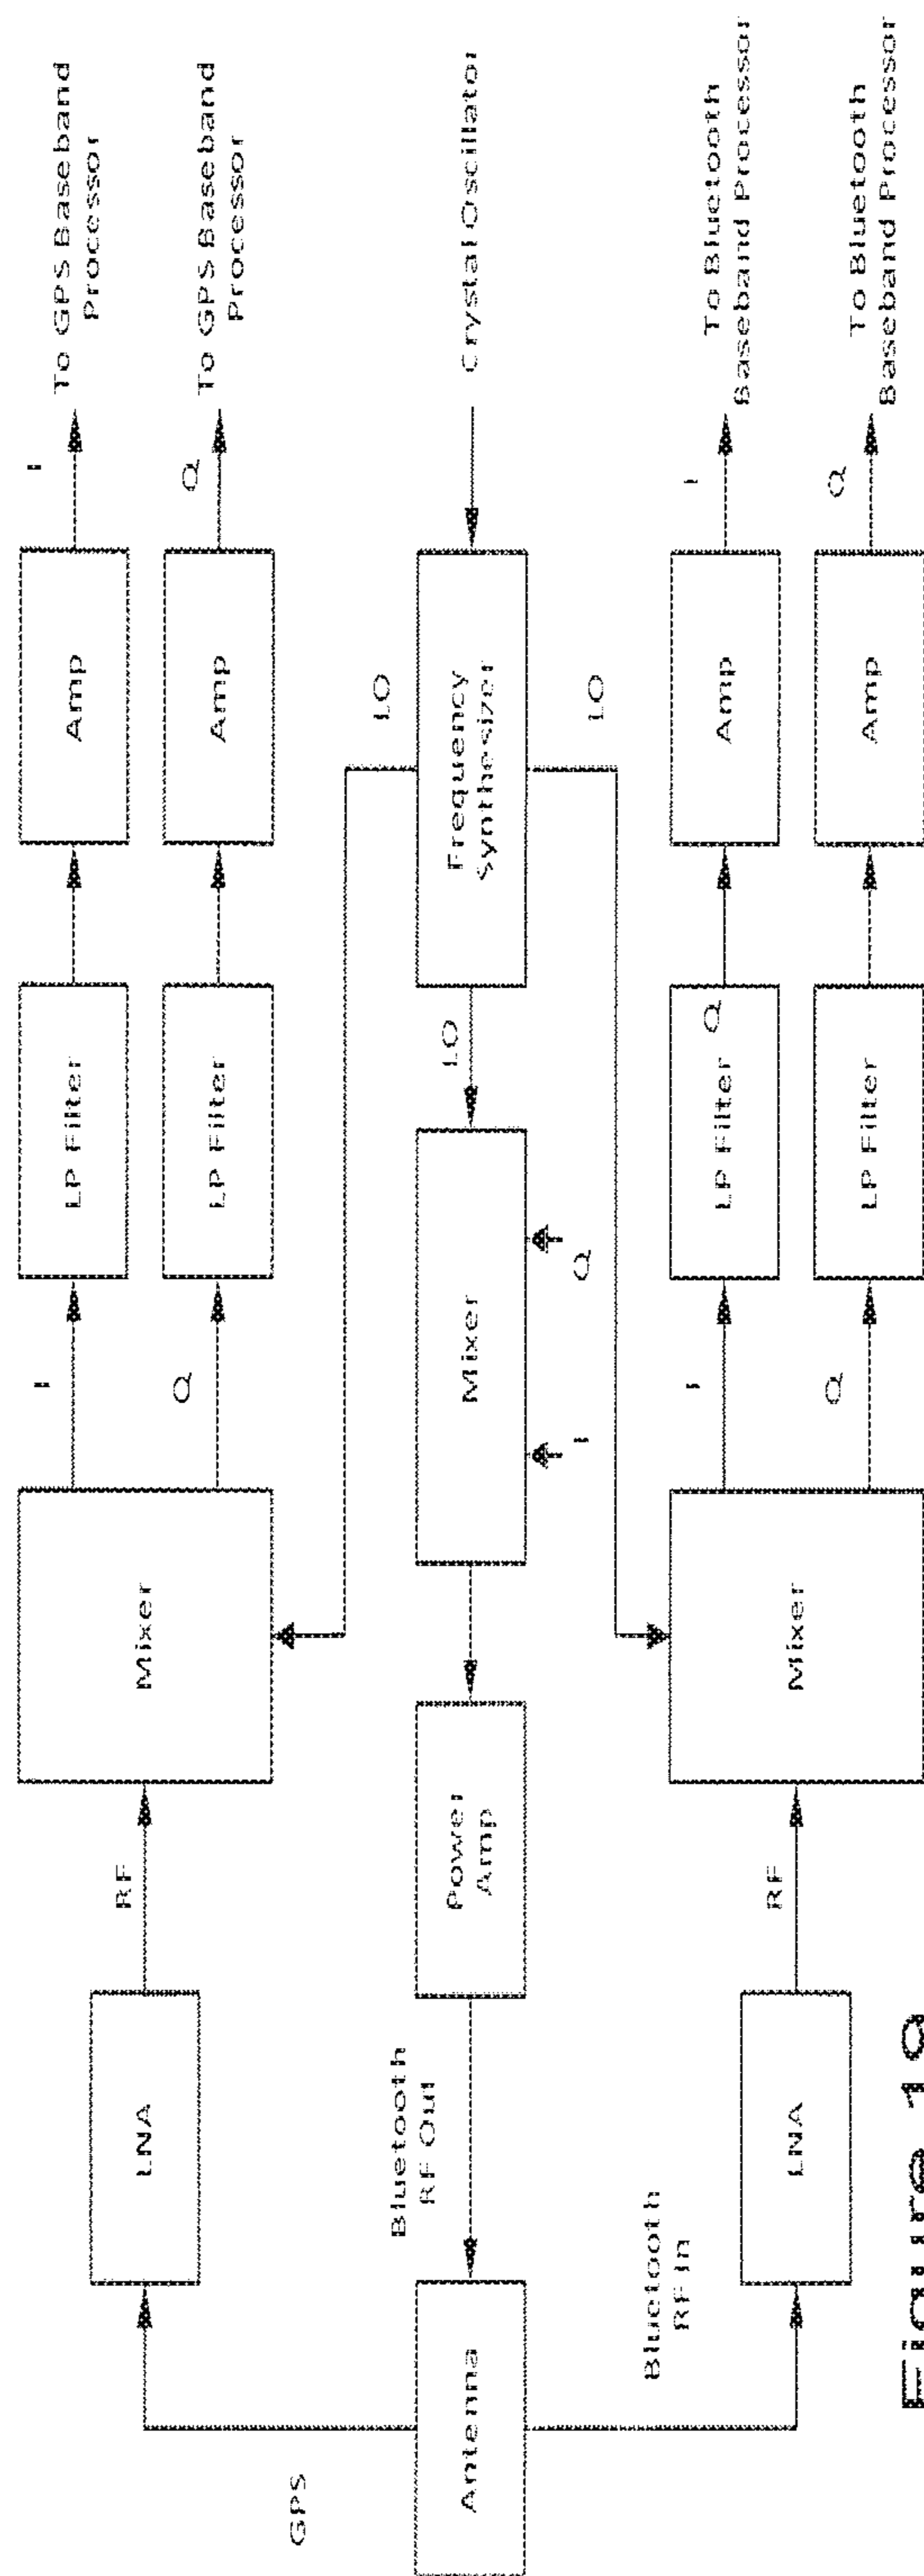 GPS
LNA
RF
Mixer
I
Q
LP Filter
LP Filter
Amp
Amp
I
Q
To GPS Baseband
Processor
To GPS Baseband
Processor
Antenna
Bluetooth
RF Out
Power
Amp
Mixer
I
Q
LO
Frequency
Synthesizer
LO
LO
Crystal Oscillator
Bluetooth
RF In
LNA
RF
Mixer
I
Q
LP Filter
Q
LP Filter
Amp
Amp
I
Q
To Bluetooth
Baseband Processor
To Bluetooth
Baseband Processor
Figure 19